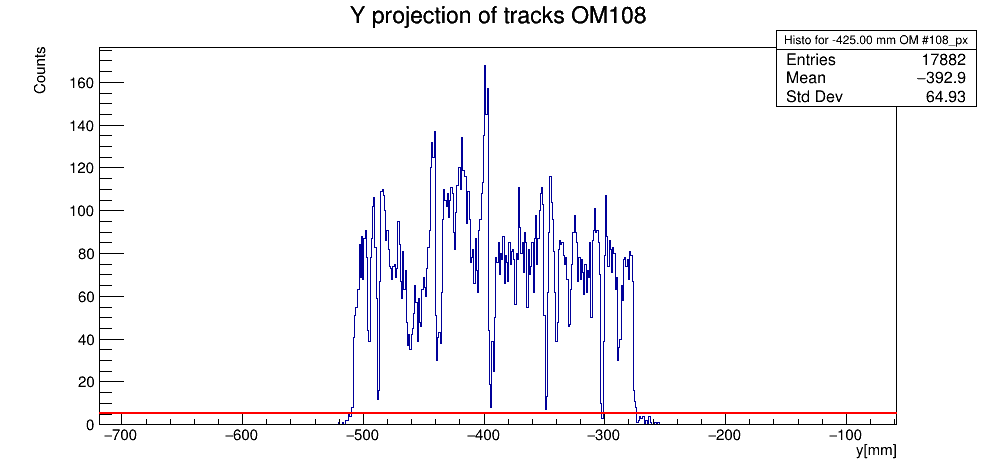 Y projection of tracks OM108
Histo for -425.00 mm OM #108_px
Entries 17882
Mean −392.9
Std Dev 64.93
Counts
160
140
120
100
80
60
40
20
0
−700 −600 −500 −400 −300 −200 −100
y[mm]